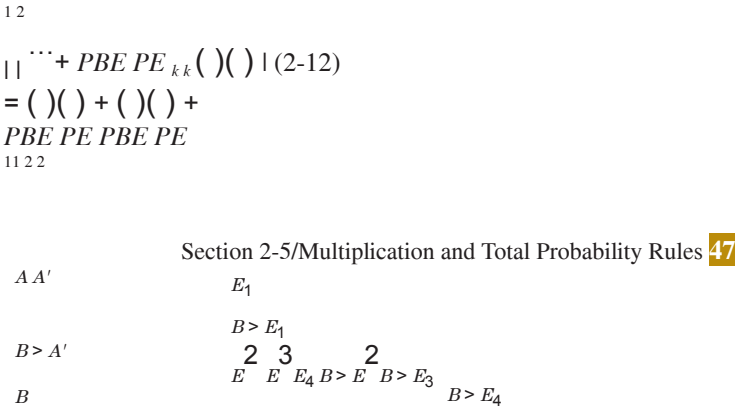 1 2
| | ⋯+ PBE PE k k( )( ) | (2-12)
= ( )( ) + ( )( ) +
PBE PE PBE PE
11 2 2
Section 2-5/Multiplication and Total Probability Rules 47
A A′
E1
B > E1
B > A′
2 3 2
E E E4 B > E B > E3
B
B > E4